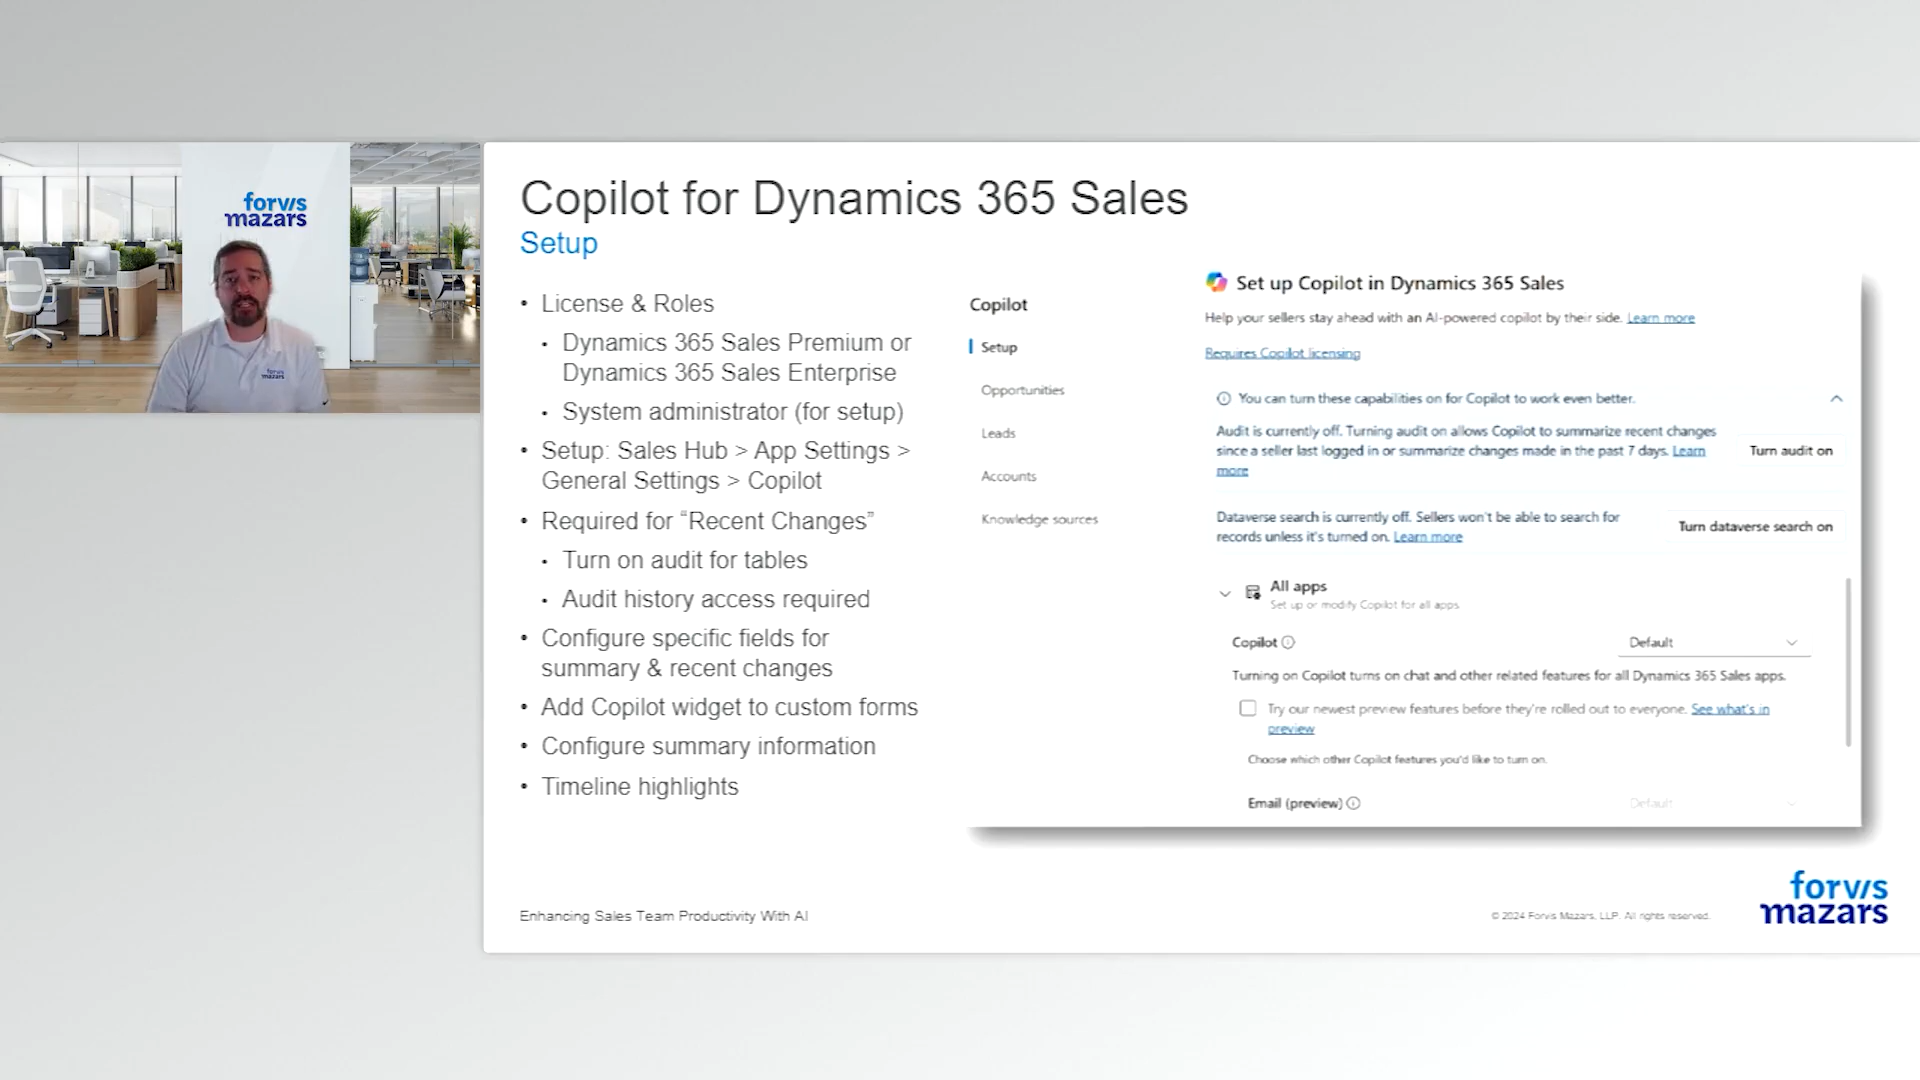 forvis
mazars
forvis
mazars
Copilot for Dynamics 365 Sales
Setup
• License & Roles
• Dynamics 365 Sales Premium or
Dynamics 365 Sales Enterprise
• System administrator (for setup)
• Setup: Sales Hub > App Settings >
General Settings > Copilot
• Required for “Recent Changes”
• Turn on audit for tables
• Audit history access required
• Configure specific fields for
summary & recent changes
• Add Copilot widget to custom forms
• Configure summary information
• Timeline highlights
Copilot
Setup
Opportunities
Leads
Accounts
Knowledge sources
Set up Copilot in Dynamics 365 Sales
Help your sellers stay ahead with an AI-powered copilot by their side. Learn more
Requires Copilot licensing
You can turn these capabilities on for Copilot to work even better.
Audit is currently off. Turning audit on allows Copilot to summarize recent changes
since a seller last logged in or summarize changes made in the past 7 days. Learn
more
Turn audit on
Dataverse search is currently off. Sellers won't be able to search for
records unless it's turned on. Learn more
Turn dataverse search on
All apps
Set up or modify Copilot for all apps
Copilot
Default
Turning on Copilot turns on chat and other related features for all Dynamics 365 Sales apps.
Try our newest preview features before they're rolled out to everyone. See what's in
preview
Choose which other Copilot features you'd like to turn on.
Email (preview)
Default
Enhancing Sales Team Productivity With AI
© 2024 Forvis Mazars, LLP. All rights reserved.
forvis
mazars